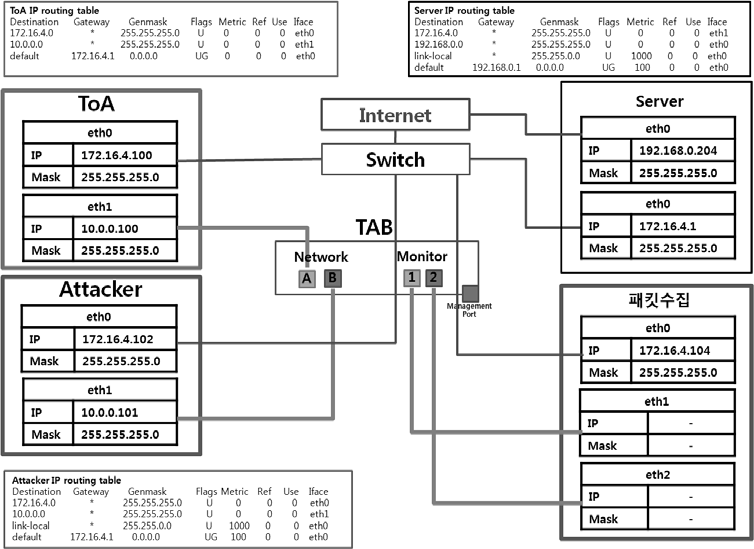 ToA IP routing table
Destination Gateway Genmask Flags Metric Ref Use Iface
172.16.4.0 * 255.255.255.0 U 0 0 0 eth0
10.0.0.0 * 255.255.255.0 U 0 0 0 eth1
default 172.16.4.1 0.0.0.0 UG 0 0 0 eth0
Server IP routing table
Destination Gateway Genmask Flags Metric Ref Use Iface
172.16.4.0 * 255.255.255.0 U 0 0 0 eth1
192.168.0.0 * 255.255.255.0 U 0 0 0 eth0
link-local * 255.255.0.0 U 1000 0 0 eth0
default 192.168.0.1 0.0.0.0 UG 100 0 0 eth0
ToA
eth0
IP 172.16.4.100
Mask 255.255.255.0
eth1
IP 10.0.0.100
Mask 255.255.255.0
Internet
Switch
Server
eth0
IP 192.168.0.204
Mask 255.255.255.0
eth0
IP 172.16.4.1
Mask 255.255.255.0
TAB
Network Monitor
A B 1 2
Management
Port
Attacker
eth0
IP 172.16.4.102
Mask 255.255.255.0
eth1
IP 10.0.0.101
Mask 255.255.255.0
패킷수집
eth0
IP 172.16.4.104
Mask 255.255.255.0
eth1
IP -
Mask -
eth2
IP -
Mask -
Attacker IP routing table
Destination Gateway Genmask Flags Metric Ref Use Iface
172.16.4.0 * 255.255.255.0 U 0 0 0 eth0
10.0.0.0 * 255.255.255.0 U 0 0 0 eth1
link-local * 255.255.0.0 U 1000 0 0 eth0
default 172.16.4.1 0.0.0.0 UG 100 0 0 eth0